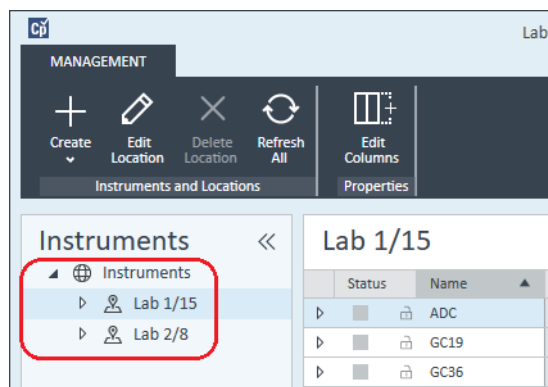 Lab
MANAGEMENT
Create
Edit Location
Delete Location
Refresh All
Edit Columns
Instruments and Locations
Properties
Instruments
Lab 1/15
Instruments
Lab 1/15
Lab 2/8
Status
Name
ADC
GC19
GC36